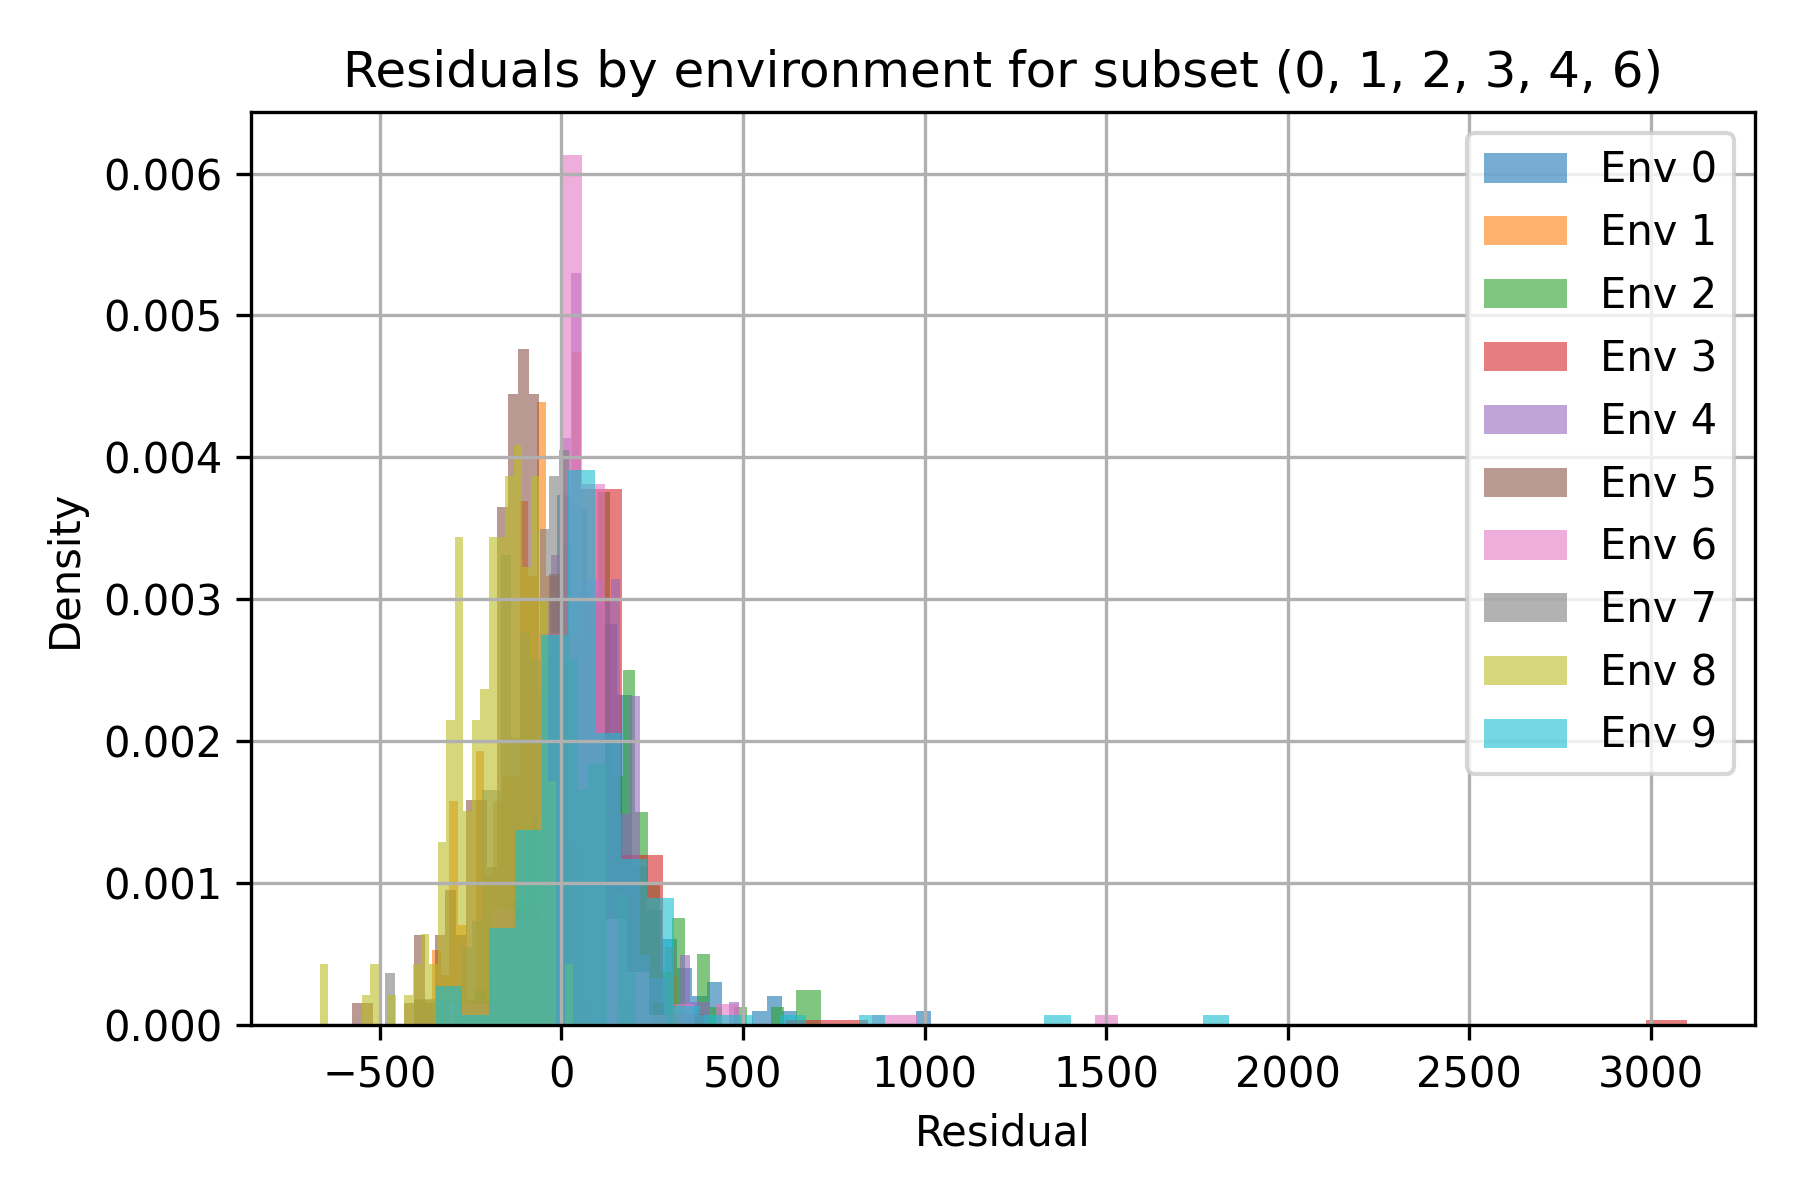 Residuals by environment for subset (0, 1, 2, 3, 4, 6)
0.006
0.005
0.004
0.003
0.002
0.001
0.000
Density
−500
0
500
1000
1500
2000
2500
3000
Residual
Env 0
Env 1
Env 2
Env 3
Env 4
Env 5
Env 6
Env 7
Env 8
Env 9